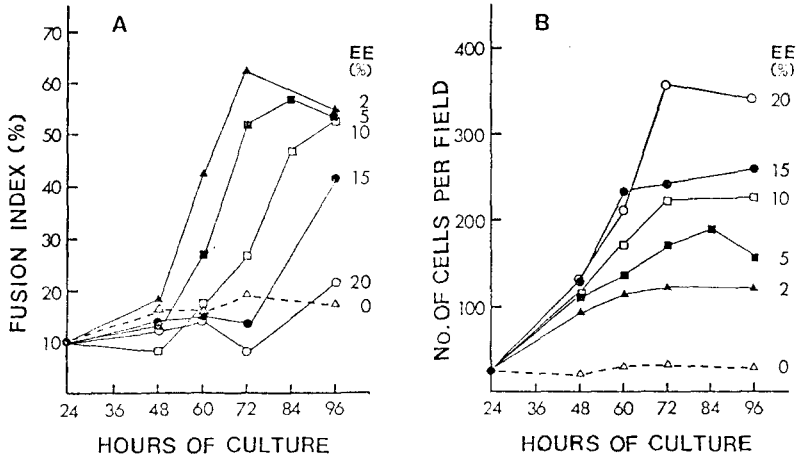 A
EE
(%)
70
60
50
40
30
20
10
2
5
10
15
20
0
FUSION INDEX (%)
24 36 48 60 72 84 96
HOURS OF CULTURE
B
EE
(%)
400
300
200
100
20
15
10
5
2
0
No. OF CELLS PER FIELD
24 36 48 60 72 84 96
HOURS OF CULTURE